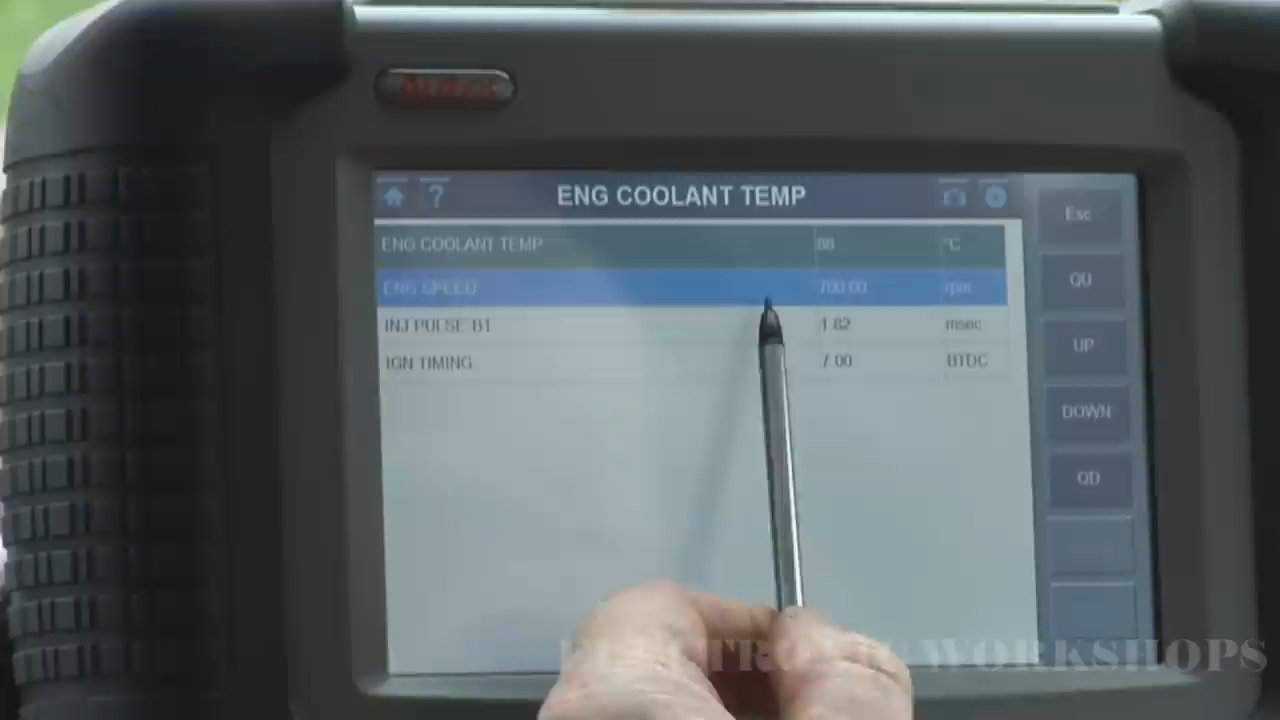 ENG COOLANT TEMP
ENG COOLANT TEMP 88 °C
ENG SPEED 700.00 rpm
INJ PULSE-B1 1.82 msec
IGN TIMING 7.00 BTDC
Esc
QU
UP
DOWN
QD
?
ELECTRONIC WORKSHOPS